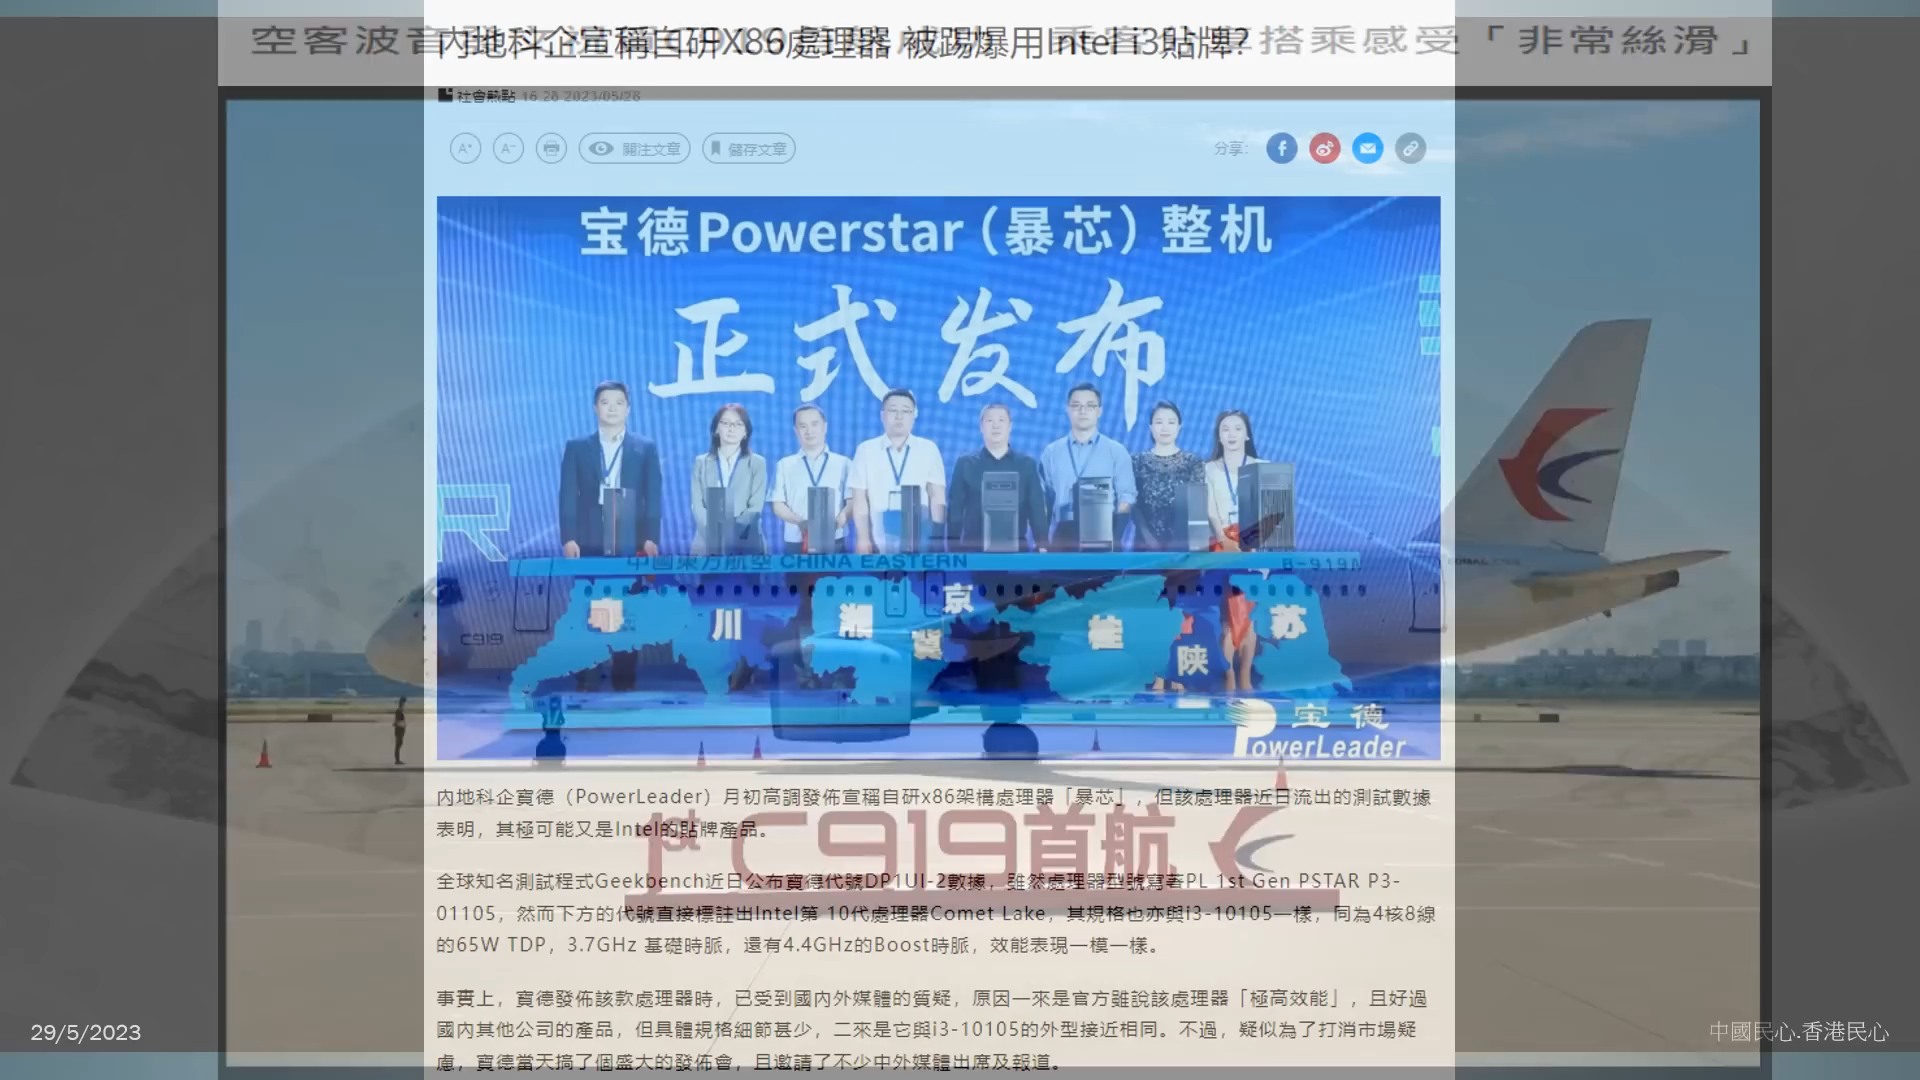 空客波音
搭乘感受「非常絲滑」
內地科企宣稱自研X86處理器 被踢爆用Intel i3貼牌?
社會熱點 16:28 2023/05/28
A+ A- 關注文章 儲存文章 分享:
宝德Powerstar（暴芯）整机
正式发布
R
中國東方航空 CHINA EASTERN
B-919A
C919
粤 川 湘 京 冀 桂 陕 苏
宝德
PowerLeader
內地科企寶德（PowerLeader）月初高調發佈宣稱自研x86架構處理器「暴芯」，但該處理器近日流出的測試數據
表明，其極可能又是Intel的貼牌產品。
1st C919首航
全球知名測試程式Geekbench近日公布寶德代號DP1UI-2數據，雖然處理器型號寫著PL 1st Gen PSTAR P3-
01105，然而下方的代號直接標註出Intel第 10代處理器Comet Lake，其規格也亦與i3-10105一樣，同為4核8線
的65W TDP，3.7GHz 基礎時脈，還有4.4GHz的Boost時脈，效能表現一模一樣。
事實上，寶德發佈該款處理器時，已受到國內外媒體的質疑，原因一來是官方雖說該處理器「極高效能」，且好過
國內其他公司的產品，但具體規格細節甚少，二來是它與i3-10105的外型接近相同。不過，疑似為了打消市場疑
慮，寶德當天搞了個盛大的發佈會，且邀請了不少中外媒體出席及報道。
29/5/2023
中國民心.香港民心